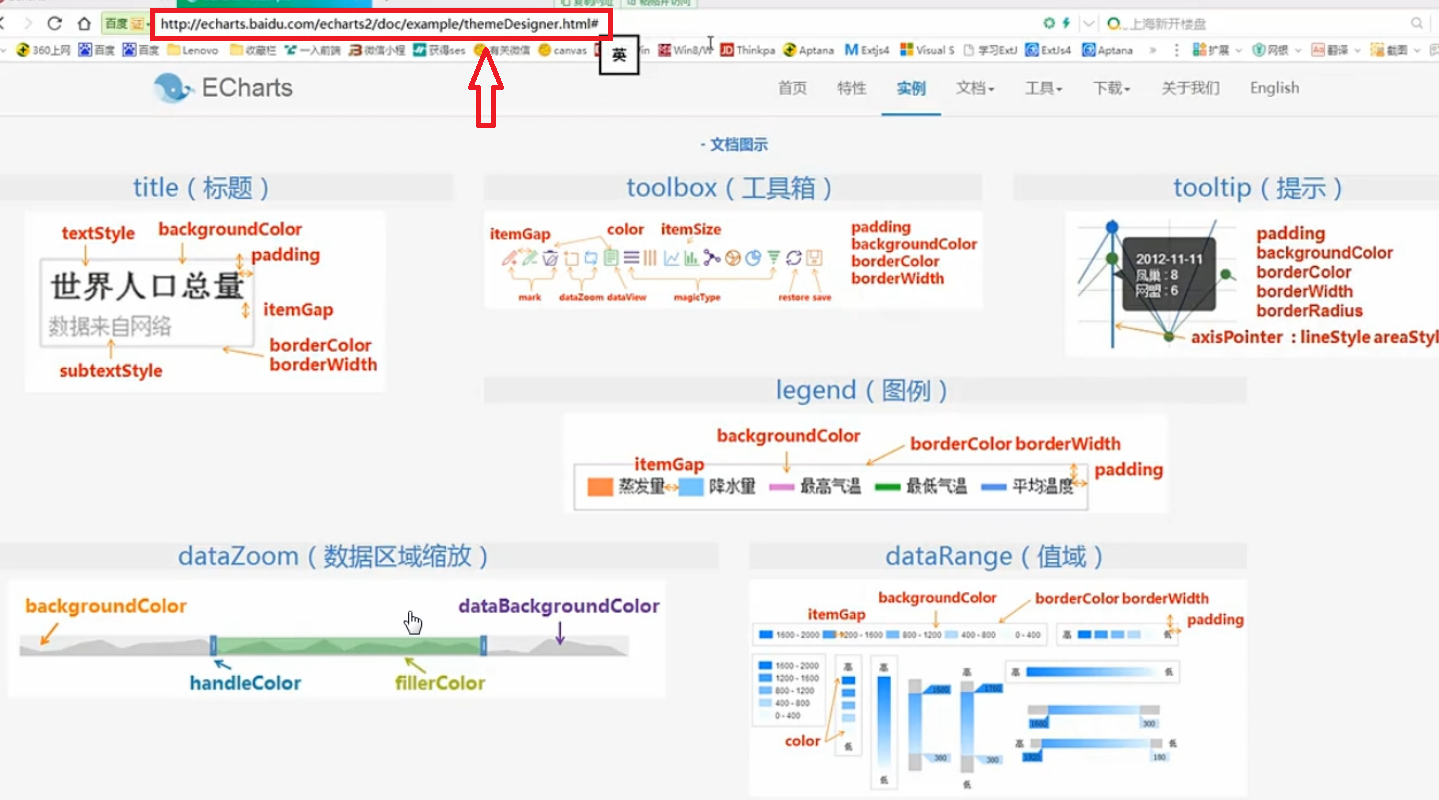 百度
http://echarts.baidu.com/echarts2/doc/example/themeDesigner.html#
上海新开楼盘
360上网 百度 百度 Lenovo 收藏栏 一入前端 微信小程 获得ses 有关微信 canvas Win8/W Thinkpa Aptana Extjs4 Visual S 学习ExtJ ExtJs4 Aptana » 扩展 网银 翻译 截图
英
ECharts 首页 特性 实例 文档 工具 下载 关于我们 English
- 文档图示
title（标题）
textStyle backgroundColor
padding
世界人口总量
itemGap
数据来自网络
borderColor
borderWidth
subtextStyle
toolbox（工具箱）
itemGap color itemSize
padding
backgroundColor
borderColor
borderWidth
mark dataZoom dataView magicType restore save
tooltip（提示）
2012-11-11
凤巢 : 8
网盟 : 6
padding
backgroundColor
borderColor
borderWidth
borderRadius
axisPointer : lineStyle areaStyl
legend（图例）
backgroundColor
borderColor borderWidth
itemGap
padding
蒸发量 降水量 最高气温 最低气温 平均温度
dataZoom（数据区域缩放）
backgroundColor dataBackgroundColor
handleColor fillerColor
dataRange（值域）
backgroundColor borderColor borderWidth
itemGap
padding
1600 - 2000 1200 - 1600 800 - 1200 400 - 800 0 - 400 高 低
1600 - 2000
1200 - 1600
800 - 1200
400 - 800
0 - 400
color
高
低
高
低
高
低
高 低
300
高 低